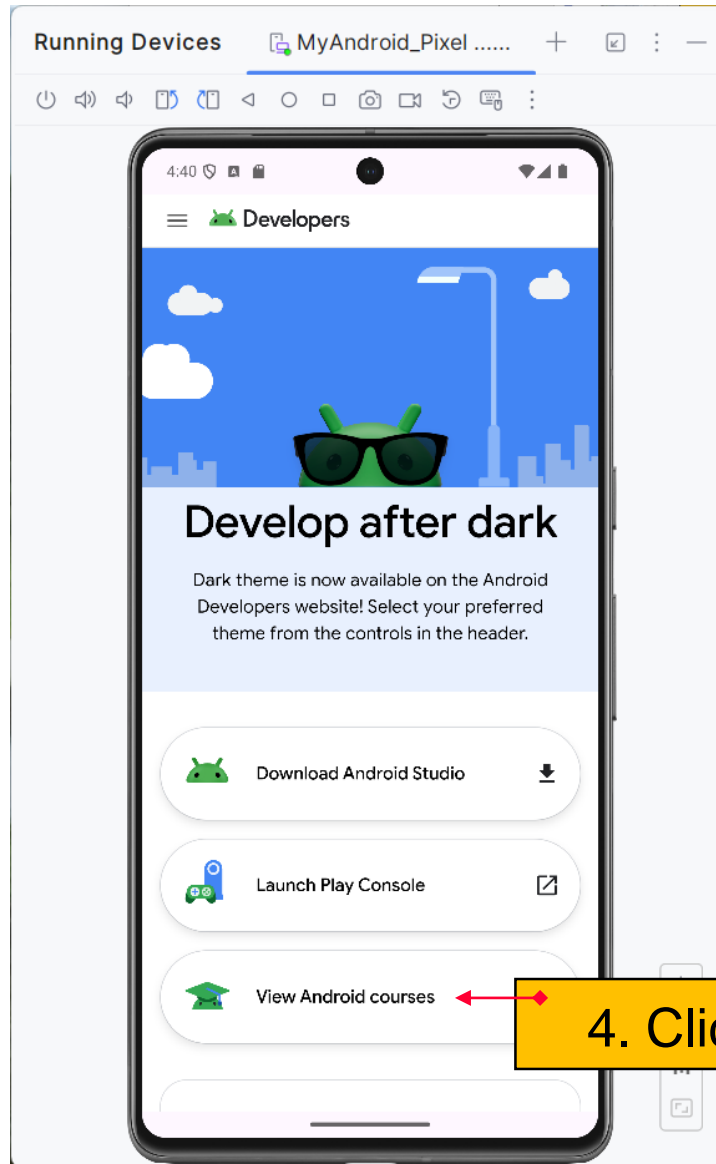 Running Devices
MyAndroid_Pixel ......
4:40
Developers
Develop after dark
Dark theme is now available on the Android
Developers website! Select your preferred
theme from the controls in the header.
Download Android Studio
Launch Play Console
View Android courses
4.